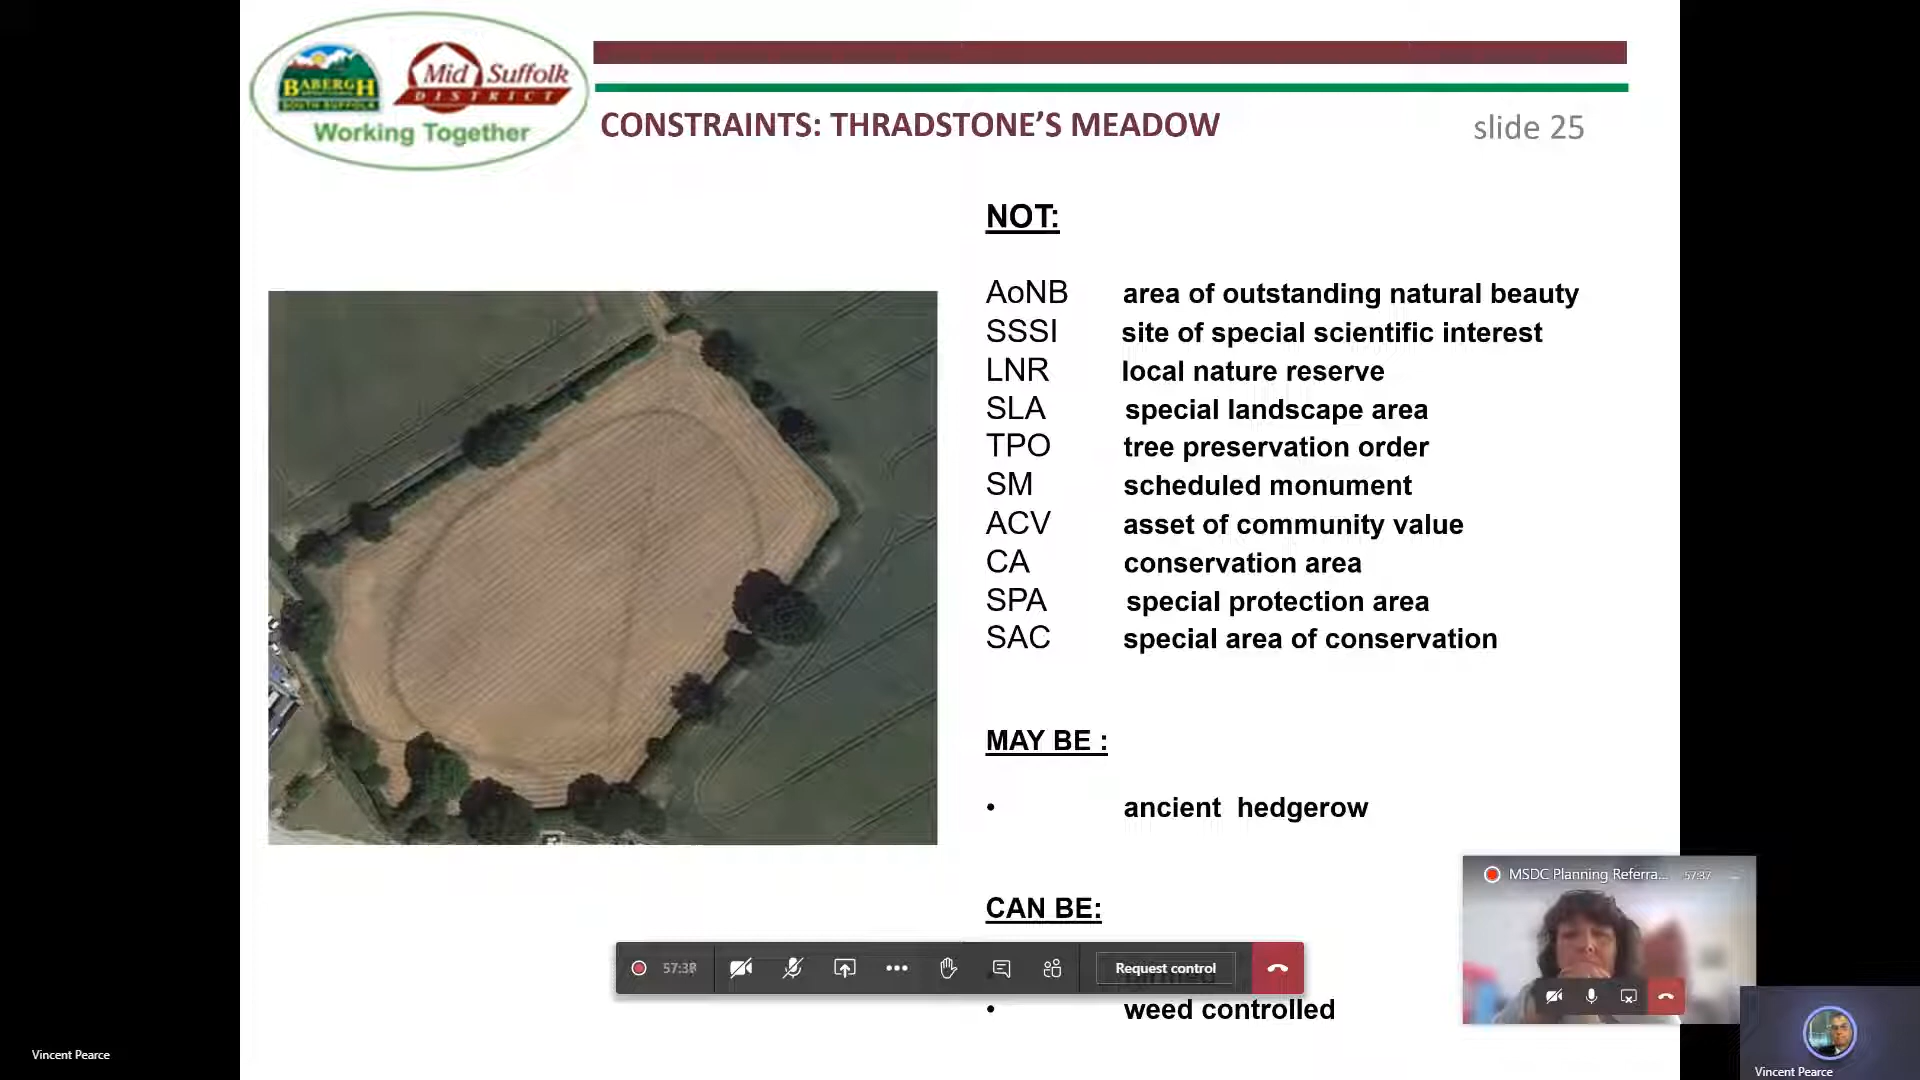 BABERGH
SOUTH SUFFOLK
Mid Suffolk
DISTRICT
Working Together
CONSTRAINTS: THRADSTONE'S MEADOW
slide 25
NOT:
AoNB area of outstanding natural beauty
SSSI site of special scientific interest
LNR local nature reserve
SLA special landscape area
TPO tree preservation order
SM scheduled monument
ACV asset of community value
CA conservation area
SPA special protection area
SAC special area of conservation
MAY BE :
• ancient hedgerow
CAN BE:
• weed controlled
57:38
Request control
MSDC Planning Referra... 57:37
Vincent Pearce
Vincent Pearce